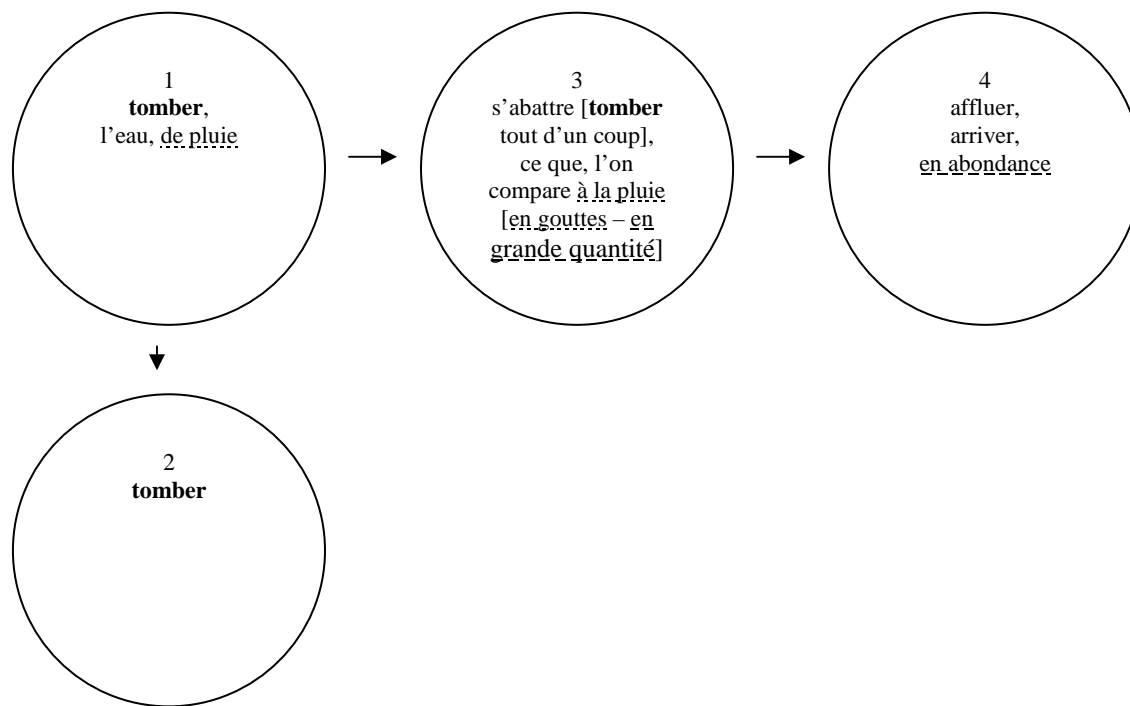 1
tomber,
l'eau, de pluie
3
s'abattre [tomber
tout d'un coup],
ce que, l'on
compare à la pluie
[en gouttes – en
grande quantité]
4
affluer,
arriver,
en abondance
2
tomber